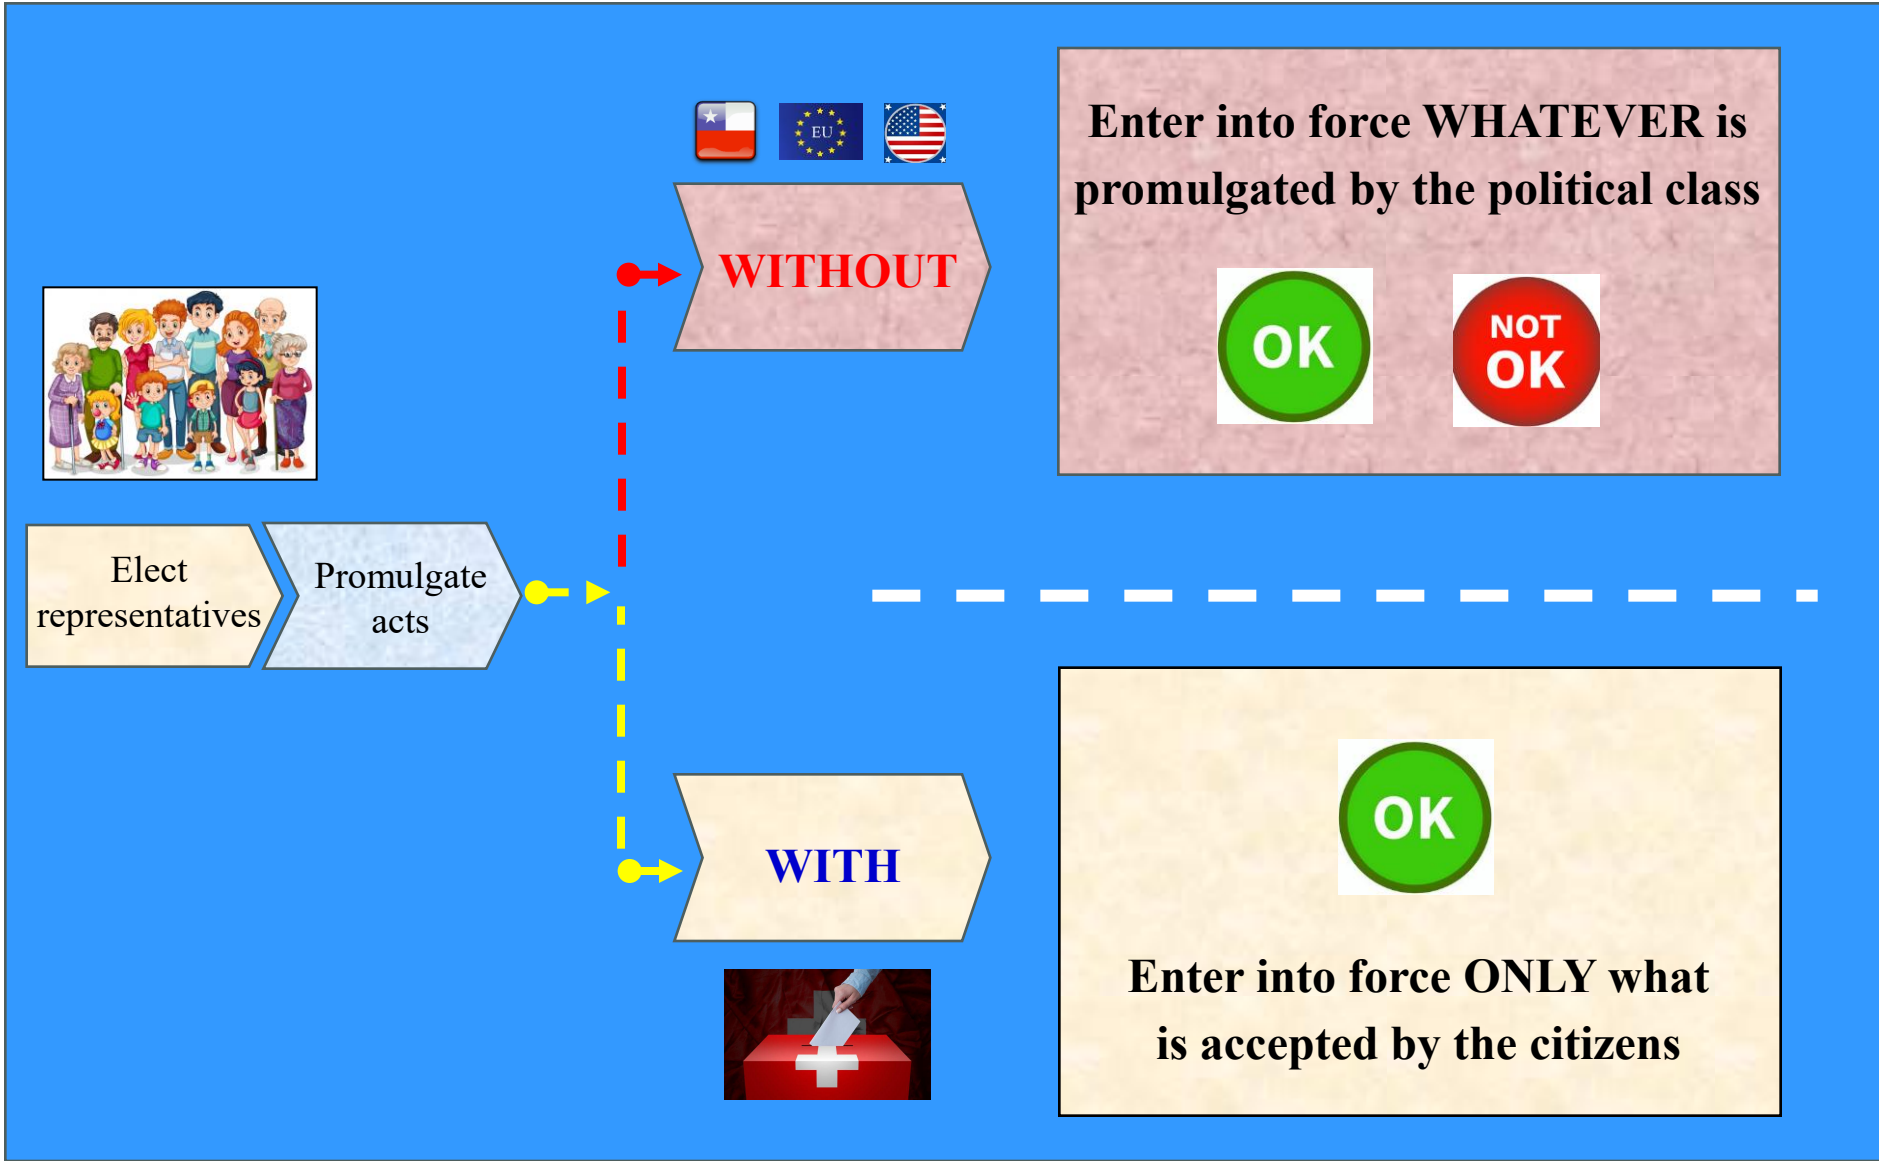 EU
Enter into force WHATEVER is
promulgated by the political class
WITHOUT
OK
NOT
OK
Elect
representatives
Promulgate
acts
WITH
OK
Enter into force ONLY what
is accepted by the citizens